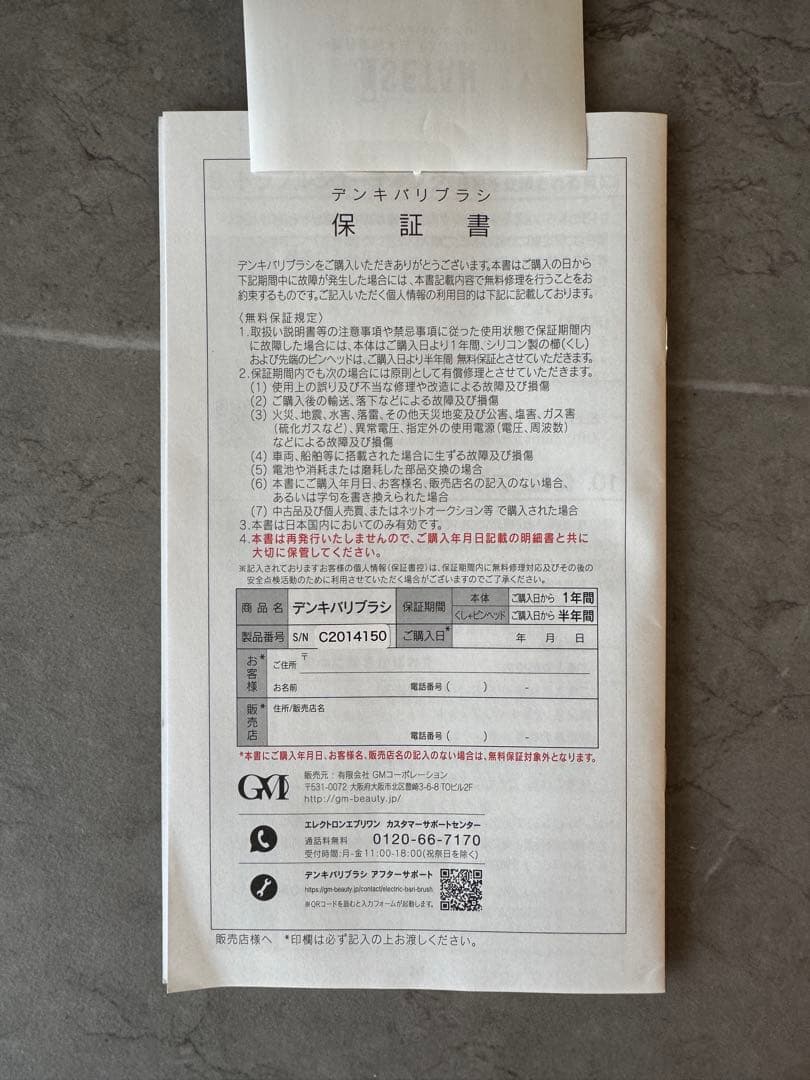 デンキバリブラシ
保証書
デンキバリブラシをご購入いただきありがとうございます。本書はご購入の日から
下記期間中に故障が発生した場合には、本書記載内容で無料修理を行うことをお
約束するものです。ご記入いただく個人情報の利用目的は下記に記載しております。
〈無料保証規定〉
1.取扱い説明書等の注意事項や禁忌事項に従った使用状態で保証期間内
に故障した場合には、本体はご購入日より1年間、シリコン製の櫛(くし)
および先端のピンヘッドは、ご購入日より半年間 無料保証とさせていただきます。
2.保証期間内でも次の場合には原則として有償修理とさせていただきます。
(1) 使用上の誤り及び不当な修理や改造による故障及び損傷
(2) ご購入後の輸送、落下などによる故障及び損傷
(3) 火災、地震、水害、落雷、その他天災地変及び公害、塩害、ガス害
(硫化ガスなど)、異常電圧、指定外の使用電源(電圧、周波数)
などによる故障及び損傷
(4) 車両、船舶等に搭載された場合に生ずる故障及び損傷
(5) 電池や消耗または磨耗した部品交換の場合
(6) 本書にご購入年月日、お客様名、販売店名の記入のない場合、
あるいは字句を書き換えられた場合
(7) 中古品及び個人売買、またはネットオークション等 で購入された場合
3.本書は日本国内においてのみ有効です。
4.本書は再発行いたしませんので、ご購入年月日記載の明細書と共に
大切に保管してください。
※記入されておりますお客様の個人情報(保証書控)は、保証期間内に無料修理対応及びその後の
安全点検活動のために利用させていただく場合がございますのでご了承ください。
商品名 デンキバリブラシ 保証期間 本体 ご購入日から 1年間
くし+ピンヘッド ご購入日から 半年間
製品番号 S/N C2014150 ご購入日* 年 月 日
お客様* ご住所 〒
お名前 電話番号( ) -
販売店* 住所/販売店名
電話番号( ) -
*本書にご購入年月日、お客様名、販売店名の記入のない場合は、無料保証対象外となります。
GM 販売元：有限会社 GMコーポレーション
〒531-0072 大阪府大阪市北区豊崎3-6-8 TOビル2F
http://gm-beauty.jp/
エレクトロンエブリワン カスタマーサポートセンター
通話料無料 0120-66-7170
受付時間:月-金11:00-18:00(祝祭日を除く)
デンキバリブラシ アフターサポート
https://gm-beauty.jp/contact/electric-bari-brush
※QRコードを読むと入力フォームが起動します。
販売店様へ *印欄は必ず記入の上お渡しください。